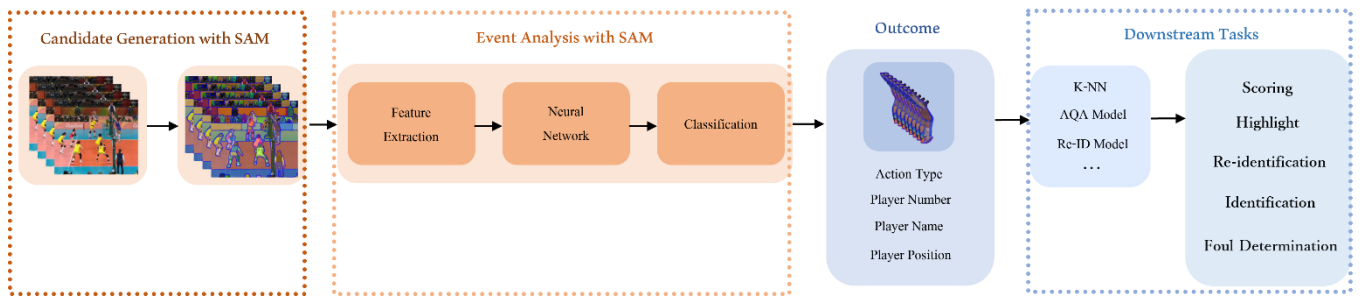 Candidate Generation with SAM
Event Analysis with SAM
Feature
Extraction
Neural
Network
Classification
Outcome
Action Type
Player Number
Player Name
Player Position
Downstream Tasks
K-NN
AQA Model
Re-ID Model
...
Scoring
Highlight
Re-identification
Identification
Foul Determination